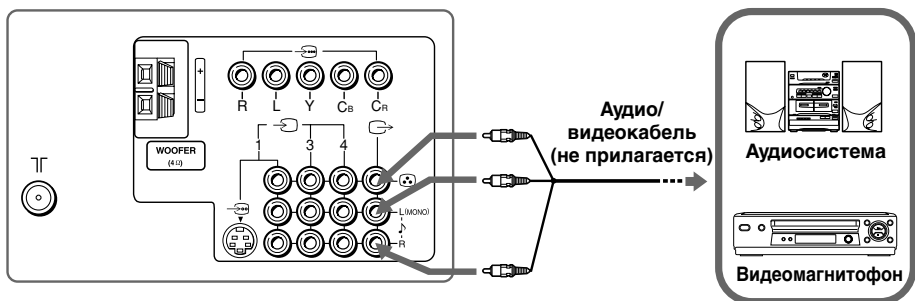 +
−
R L Y CB CR
1 3 4
WOOFER
(4 Ω)
L (MONO)
R
Аудио/
видеокабель
(не прилагается)
Аудиосистема
Видеомагнитофон